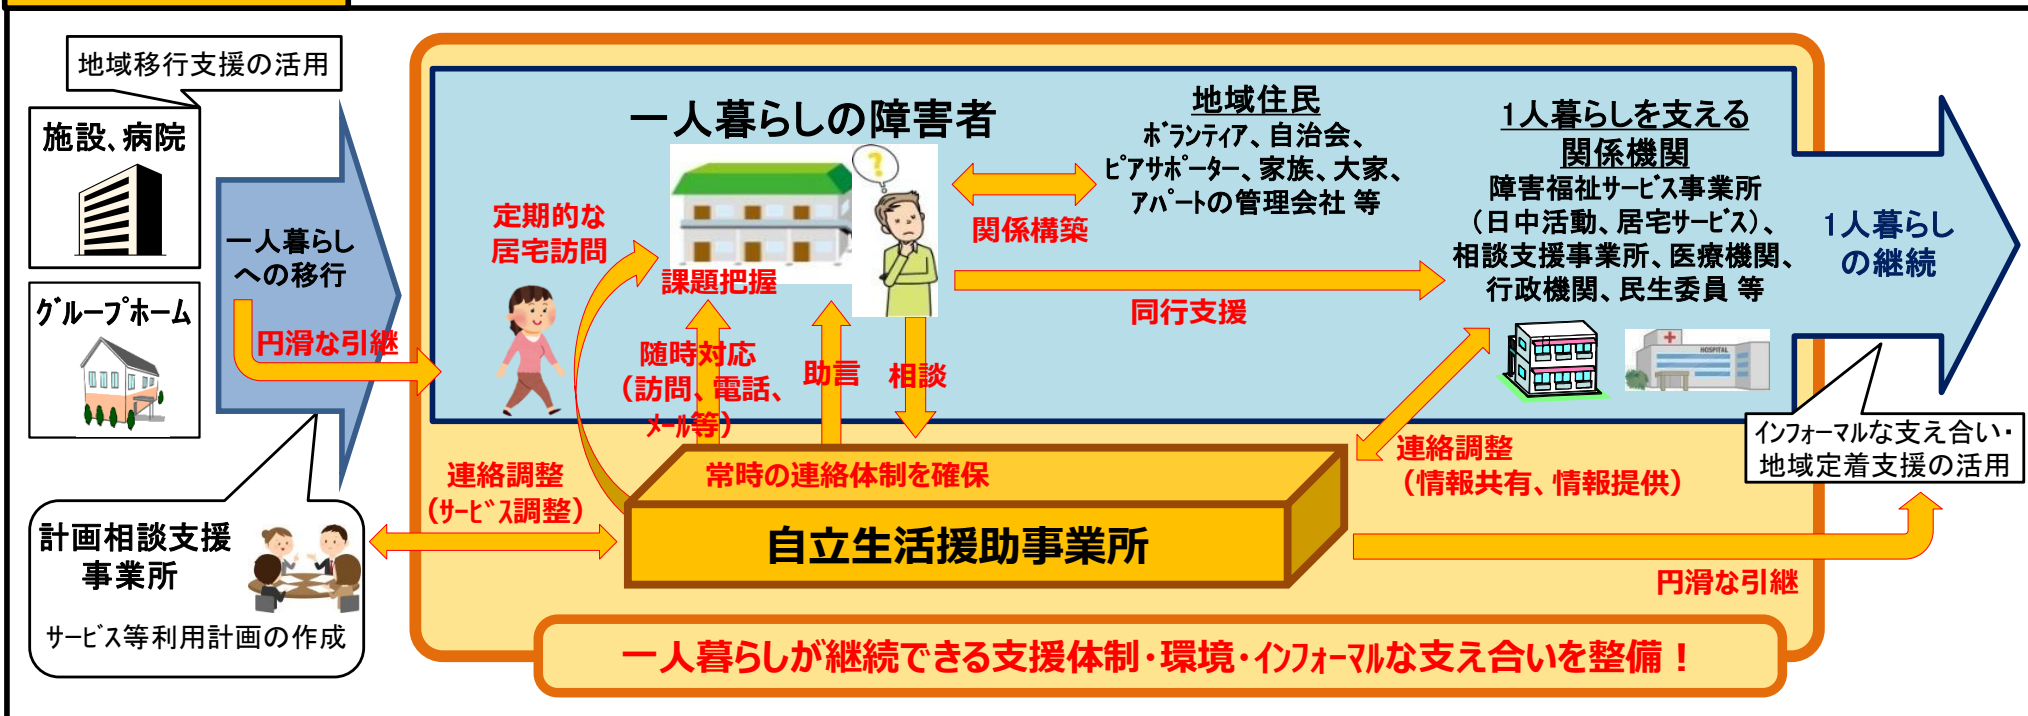 地域移行支援の活用
施設、病院
グループホーム
一人暮らし
への移行
円滑な引継
計画相談支援
事業所
サービス等利用計画の作成
連絡調整
（サービス調整）
一人暮らしの障害者
?
定期的な
居宅訪問
課題把握
随時対応
（訪問、電話、
メール等）
助言
相談
関係構築
同行支援
地域住民
ボランティア、自治会、
ピアサポーター、家族、大家、
アパートの管理会社 等
1人暮らしを支える
関係機関
障害福祉サービス事業所
（日中活動、居宅サービス）、
相談支援事業所、医療機関、
行政機関、民生委員 等
HOSPITAL
1人暮らし
の継続
インフォーマルな支え合い・
地域定着支援の活用
連絡調整
（情報共有、情報提供）
常時の連絡体制を確保
自立生活援助事業所
円滑な引継
一人暮らしが継続できる支援体制・環境・インフォーマルな支え合いを整備！